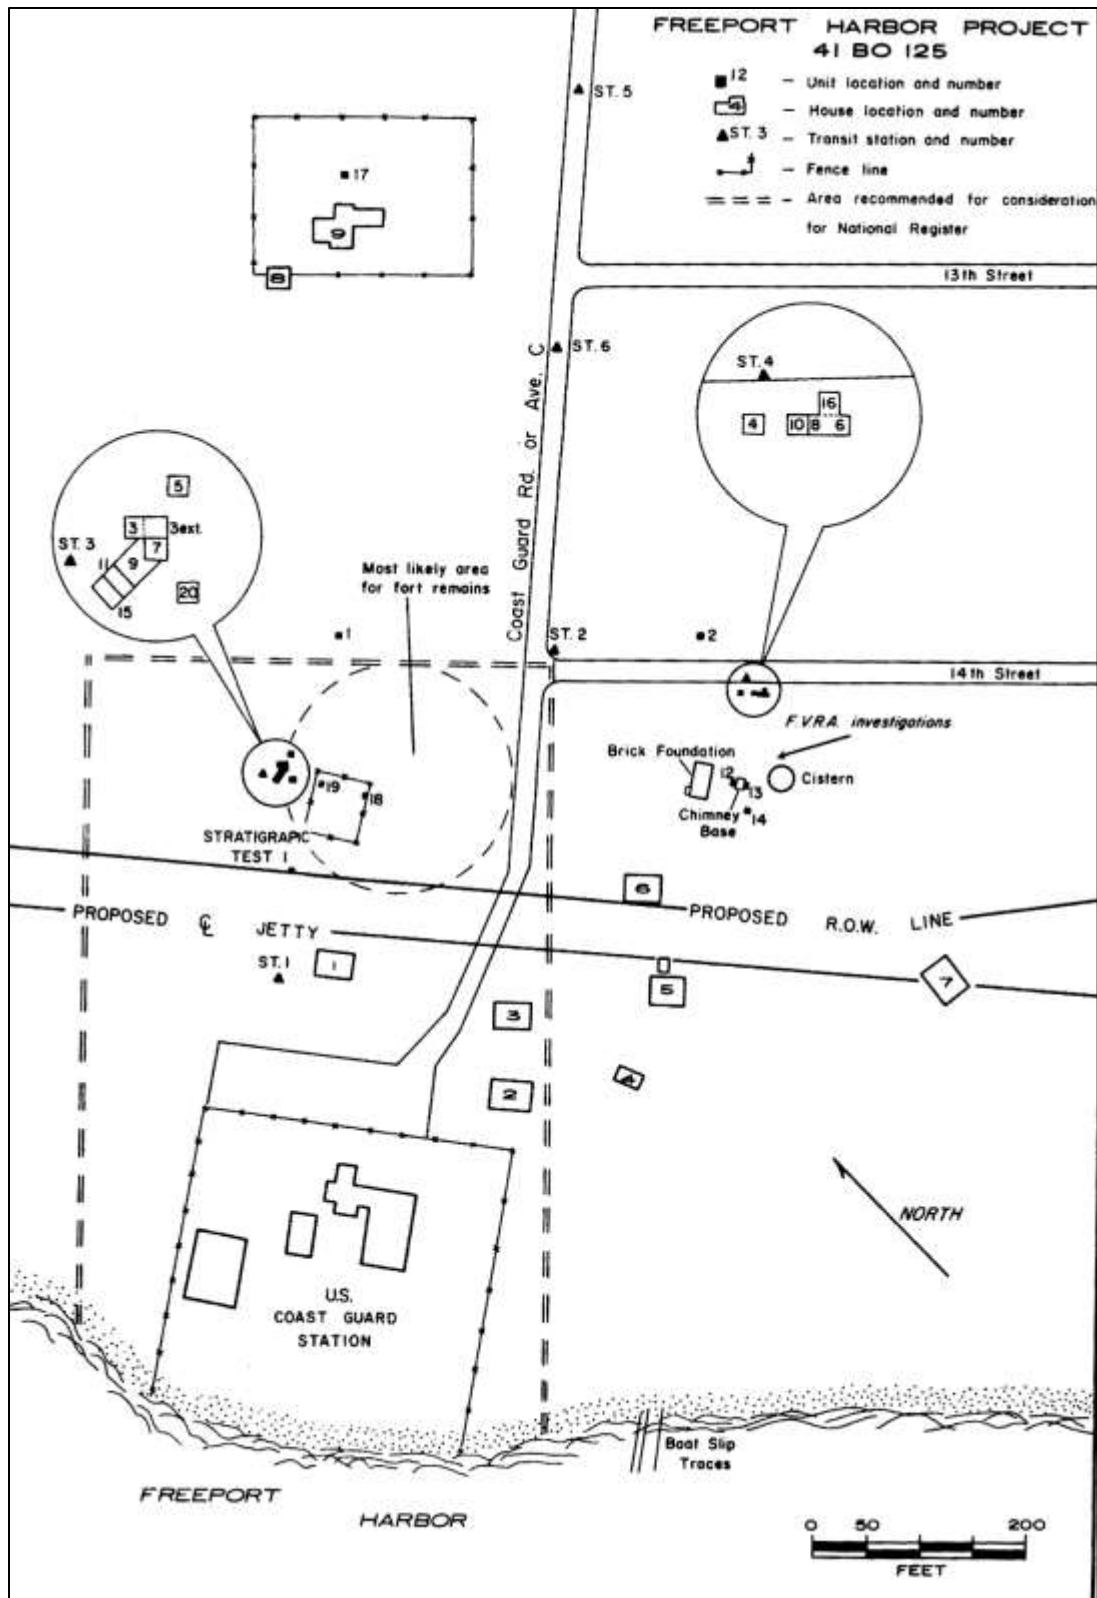 FREEPORT HARBOR PROJECT
41 BO 125
12 – Unit location and number
4 – House location and number
ST. 3 – Transit station and number
– Fence line
– Area recommended for consideration
for National Register
ST. 5
17
9
8
13th Street
ST. 6
Coast Guard Rd. or Ave. C
ST. 4
16
4
10
8
6
5
3
3ext.
ST. 3
7
11
9
20
15
Most likely area
for fort remains
1
ST. 2
2
14th Street
F.V.R.A. investigations
Brick Foundation
12
13
Cistern
Chimney
Base
14
19
18
STRATIGRAPIC
TEST 1
6
PROPOSED R.O.W. LINE
PROPOSED ℄ JETTY
ST. 1
1
5
7
3
2
4
NORTH
U.S.
COAST GUARD
STATION
Boat Slip
Traces
FREEPORT
HARBOR
0 50 200
FEET